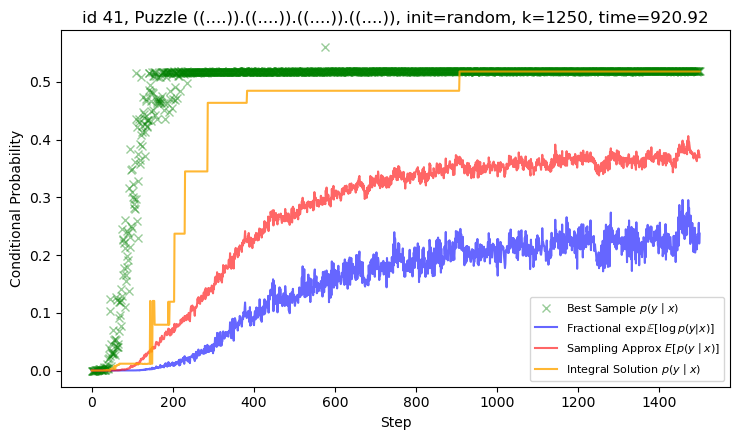 id 41, Puzzle ((....)).((....)).((....)).((....)), init=random, k=1250, time=920.92
Conditional Probability
0.5
0.4
0.3
0.2
0.1
0.0
Best Sample p(y | x)
Fractional exp𝔼[log p(y|x)]
Sampling Approx E[p(y | x)]
Integral Solution p(y | x)
0 200 400 600 800 1000 1200 1400
Step